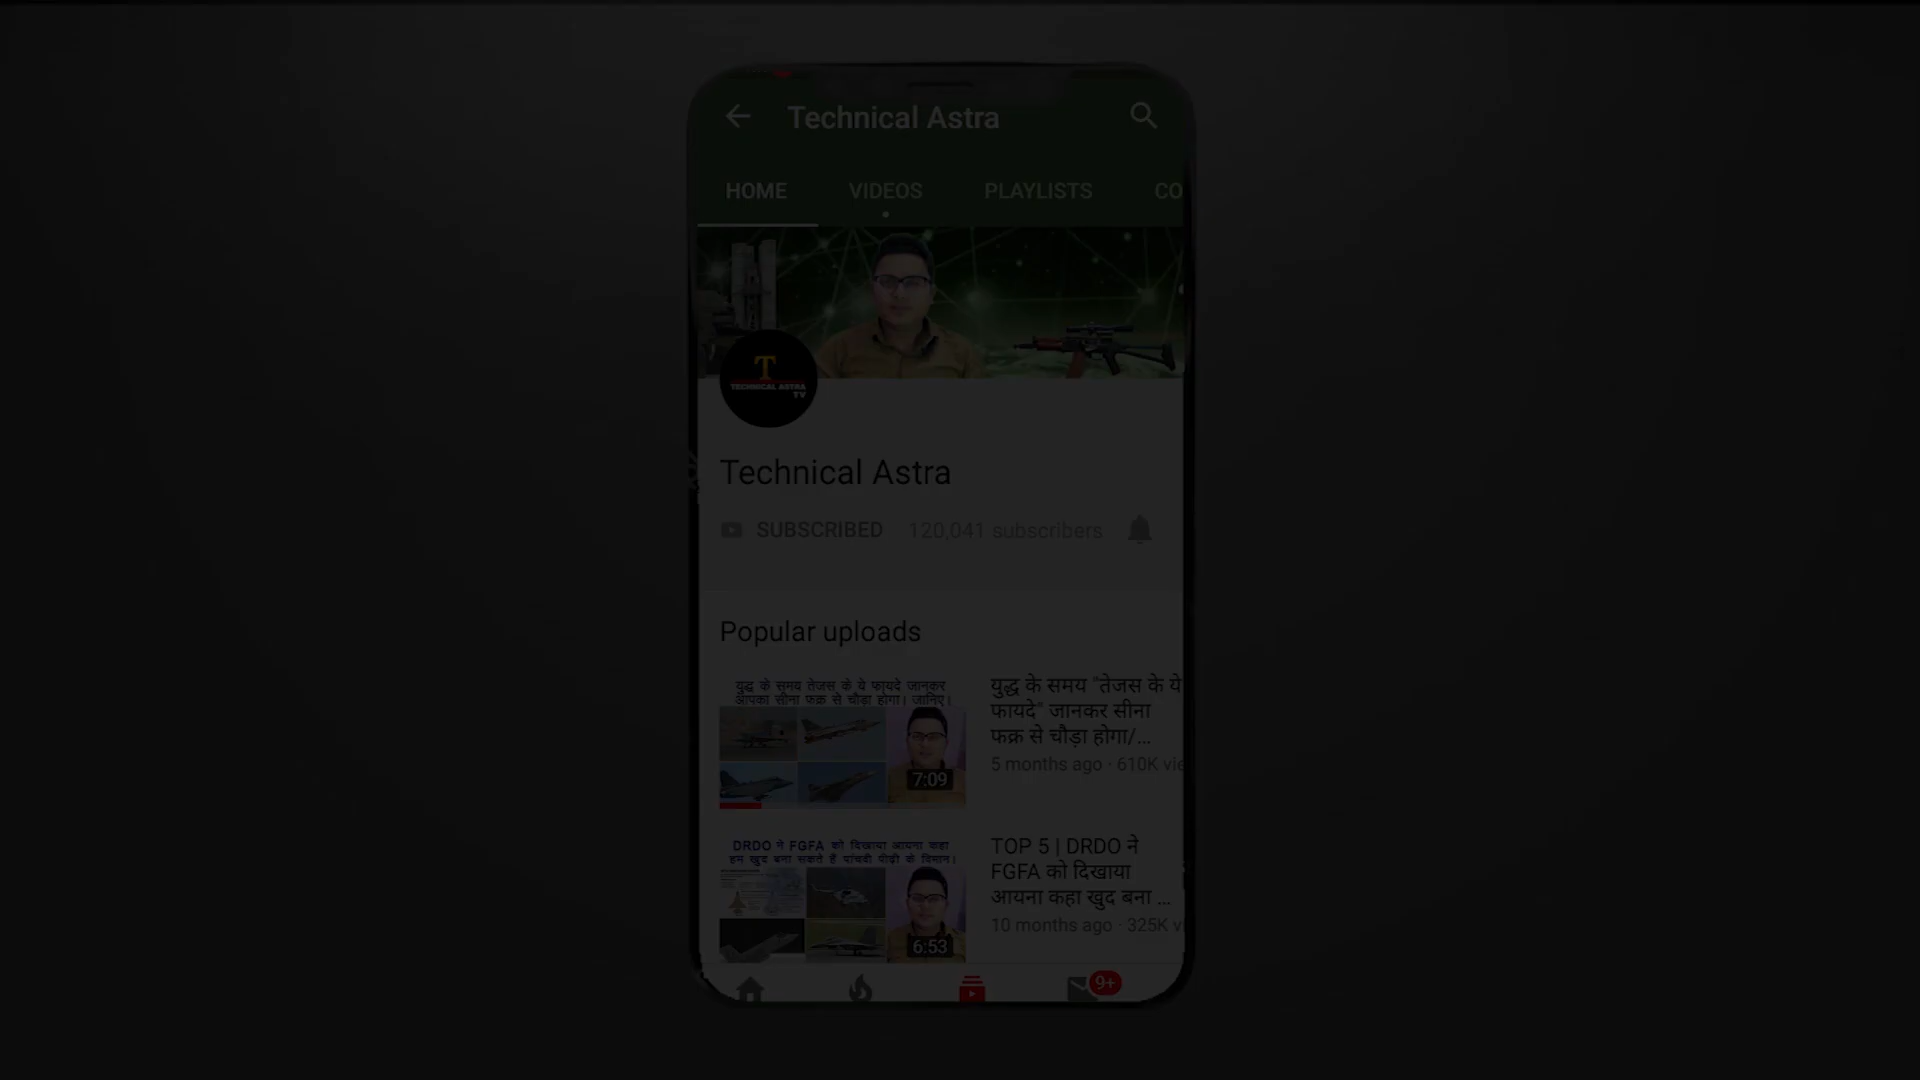 Technical Astra
HOME VIDEOS PLAYLISTS CO
T
TECHNICAL ASTRA
TV
Technical Astra
SUBSCRIBED 120,041 subscribers
Popular uploads
युद्ध के समय तेजस के ये फायदे जानकर
आपका सीना फक्र से चौड़ा होगा। जानिए।
7:09
युद्ध के समय "तेजस के ये
फायदे" जानकर सीना
फक्र से चौड़ा होगा/...
5 months ago · 610K vie
DRDO ने FGFA को दिखाया आयना कहा
हम खुद बना सकते हैं पांचवी पीढ़ी के विमान।
6:53
TOP 5 | DRDO ने
FGFA को दिखाया
आयना कहा खुद बना ...
10 months ago · 325K vi
9+